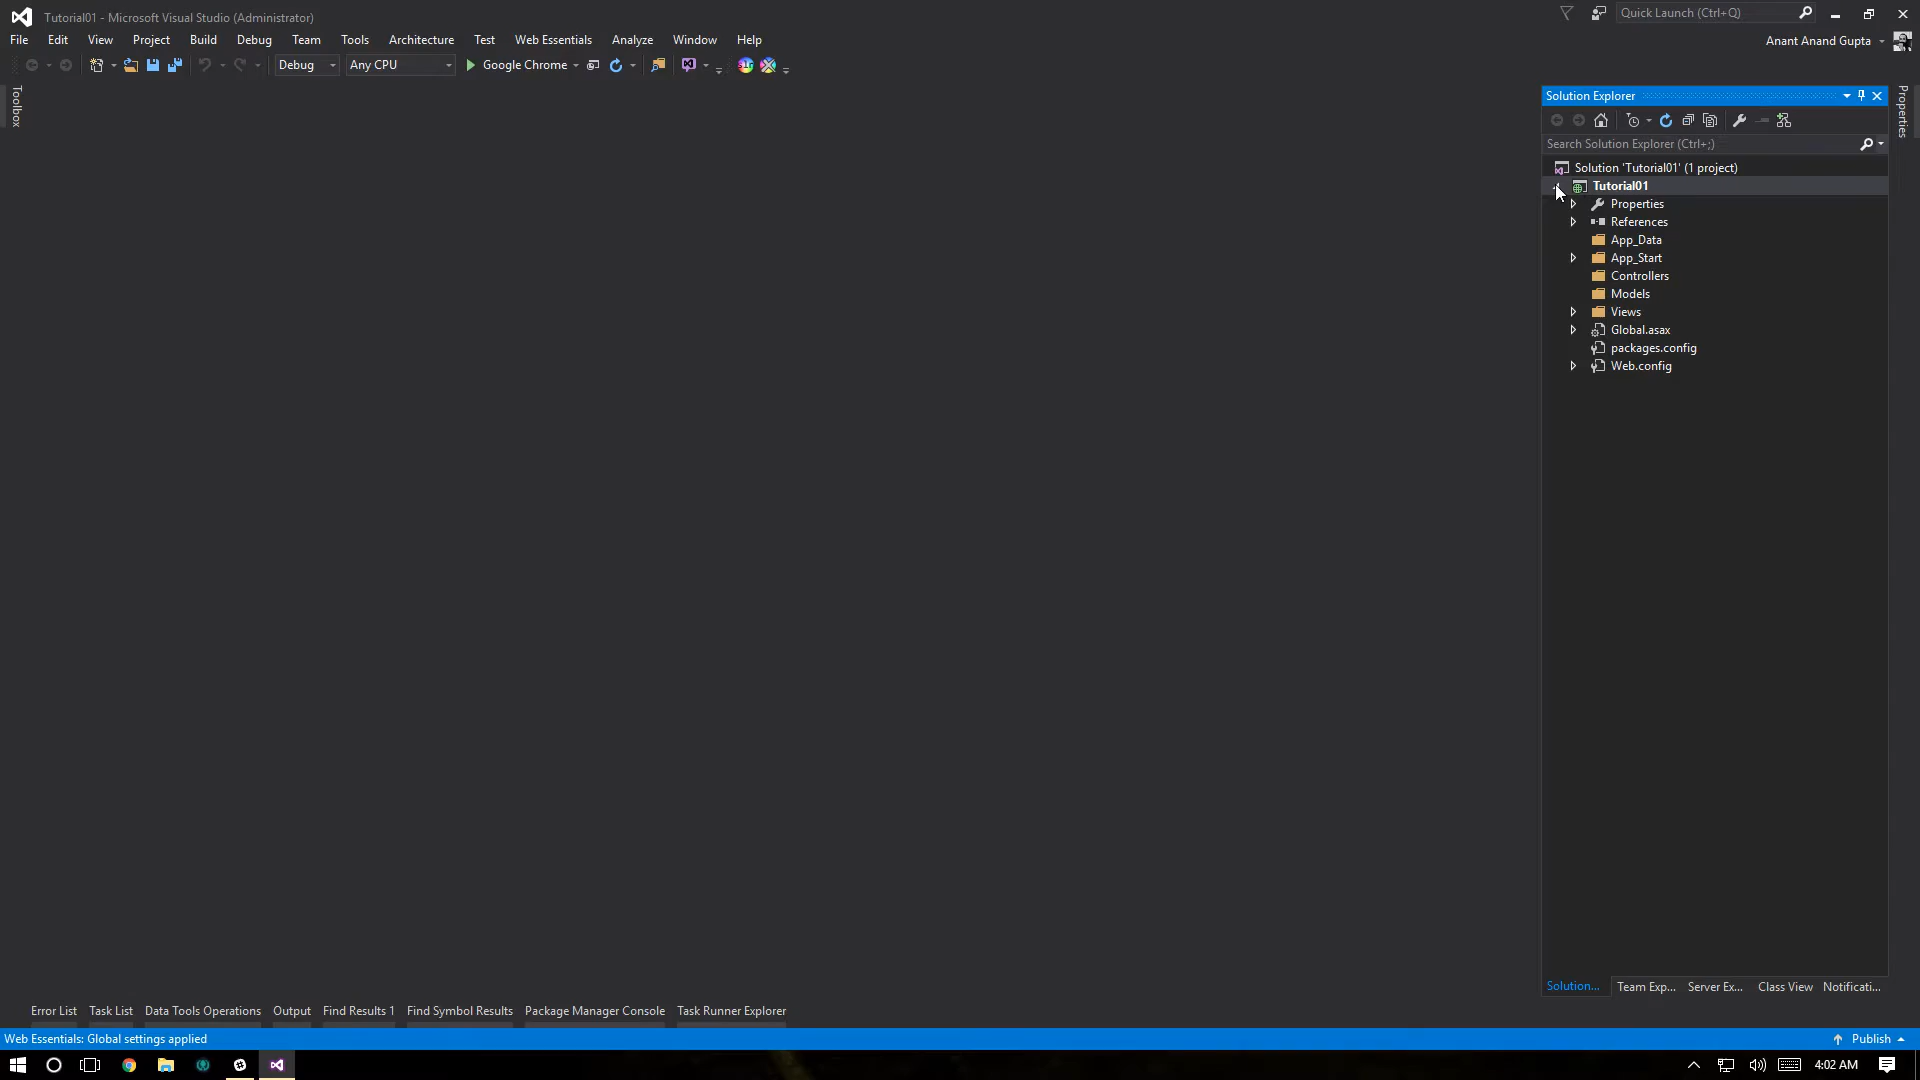 Tutorial01 - Microsoft Visual Studio (Administrator)
Quick Launch (Ctrl+Q)
File Edit View Project Build Debug Team Tools Architecture Test Web Essentials Analyze Window Help
Anant Anand Gupta
Debug Any CPU Google Chrome
Toolbox
Solution Explorer
Properties
Search Solution Explorer (Ctrl+;)
Solution 'Tutorial01' (1 project)
Tutorial01
Properties
References
App_Data
App_Start
Controllers
Models
Views
Global.asax
packages.config
Web.config
Solution... Team Exp... Server Ex... Class View Notificati...
Error List Task List Data Tools Operations Output Find Results 1 Find Symbol Results Package Manager Console Task Runner Explorer
Web Essentials: Global settings applied
Publish
4:02 AM